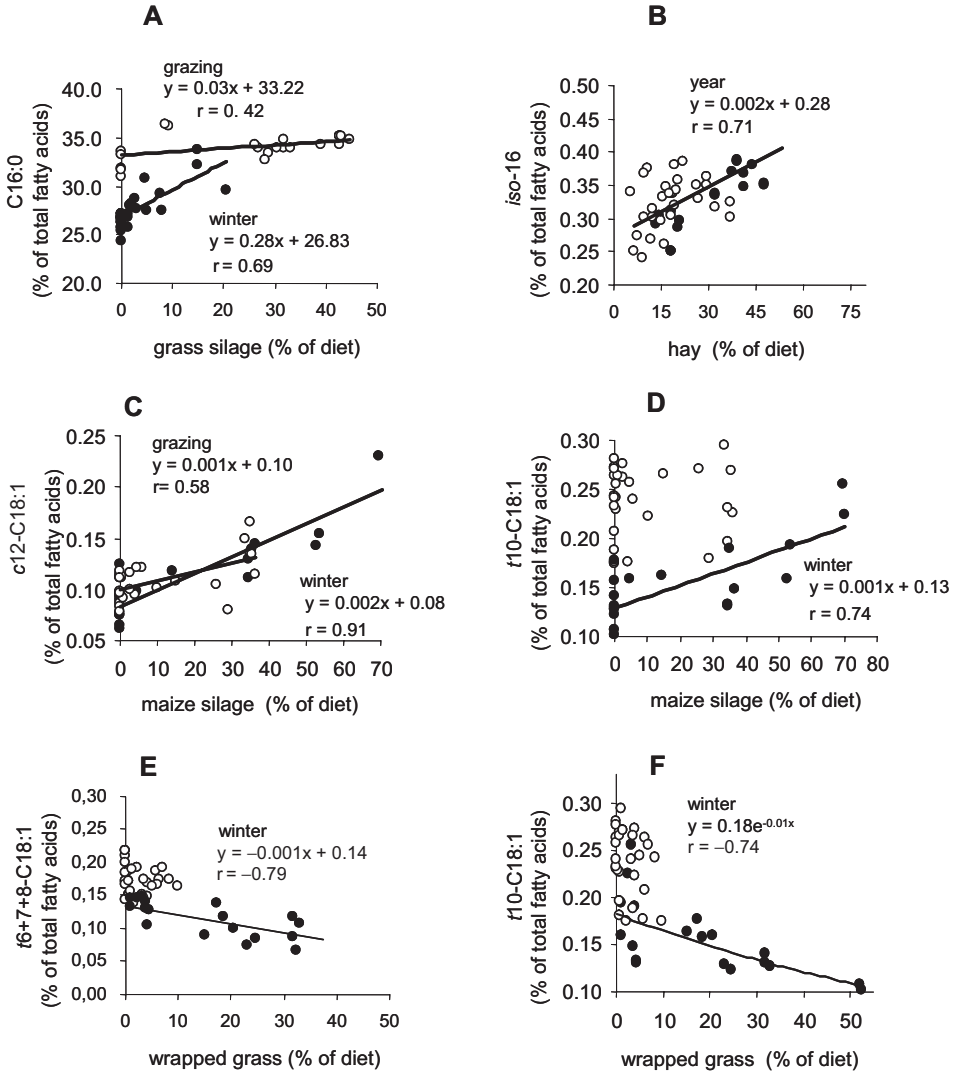 A
grazing
y = 0.03x + 33.22
r = 0. 42
C16:0
(% of total fatty acids)
40.0
35.0
30.0
25.0
20.0
winter
y = 0.28x + 26.83
r = 0.69
0 10 20 30 40 50
grass silage (% of diet)
B
year
y = 0.002x + 0.28
r = 0.71
iso-16
(% of total fatty acids)
0.50
0.40
0.35
0.30
0.25
0.20
0 15 30 45 60 75
hay (% of diet)
C
grazing
y = 0.001x + 0.10
r= 0.58
c12-C18:1
(% of total fatty acids)
0.25
0.20
0.15
0.10
0.05
winter
y = 0.002x + 0.08
r = 0.91
0 10 20 30 40 50 60 70
maize silage (% of diet)
D
t10-C18:1
(% of total fatty acids)
0.30
0.25
0.20
0.15
0.10
winter
y = 0.001x + 0.13
r = 0.74
0 10 20 30 40 50 60 70 80
maize silage (% of diet)
E
t6+7+8-C18:1
(% of total fatty acids)
0,30
0,25
0,20
0,15
0,10
0,05
0,00
winter
y = −0.001x + 0.14
r = −0.79
0 10 20 30 40 50
wrapped grass (% of diet)
F
t10-C18:1
(% of total fatty acids)
0.30
0.25
0.20
0.15
0.10
winter
y = 0.18e-0.01x
r = −0.74
0 10 20 30 40 50
wrapped grass (% of diet)